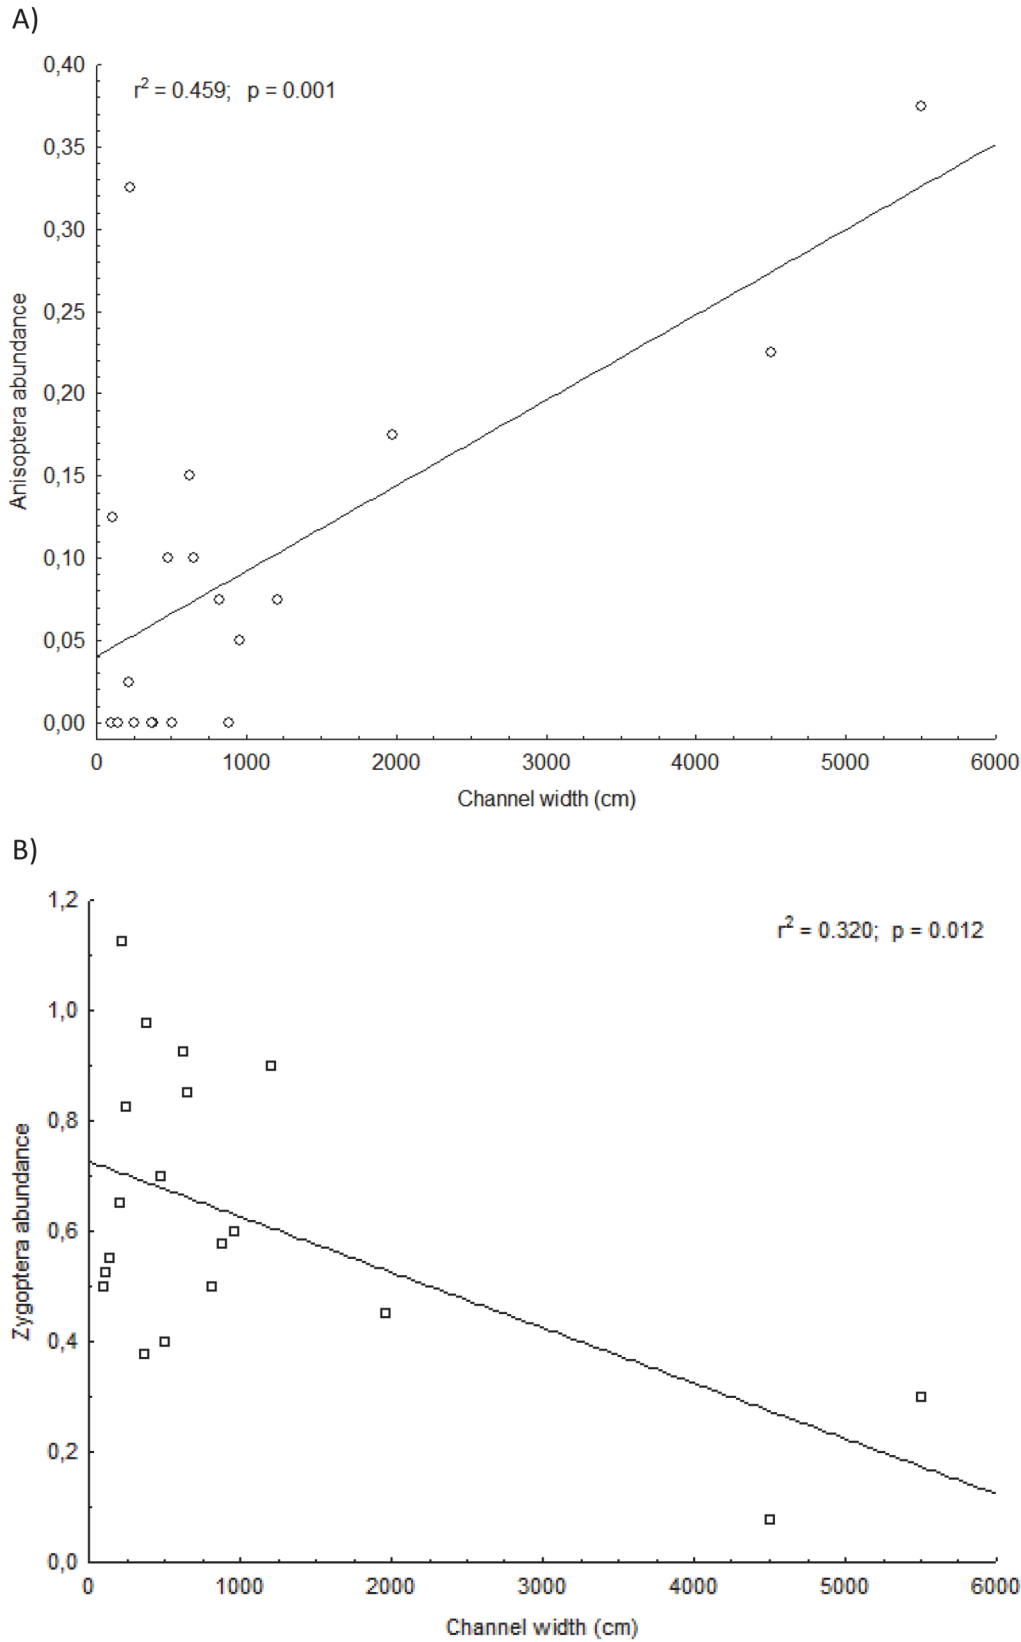 A)
r² = 0.459; p = 0.001
0,40
0,35
0,30
0,25
0,20
0,15
0,10
0,05
0,00
Anisoptera abundance
0 1000 2000 3000 4000 5000 6000
Channel width (cm)
B)
r² = 0.320; p = 0.012
1,2
1,0
0,8
0,6
0,4
0,2
0,0
Zygoptera abundance
0 1000 2000 3000 4000 5000 6000
Channel width (cm)